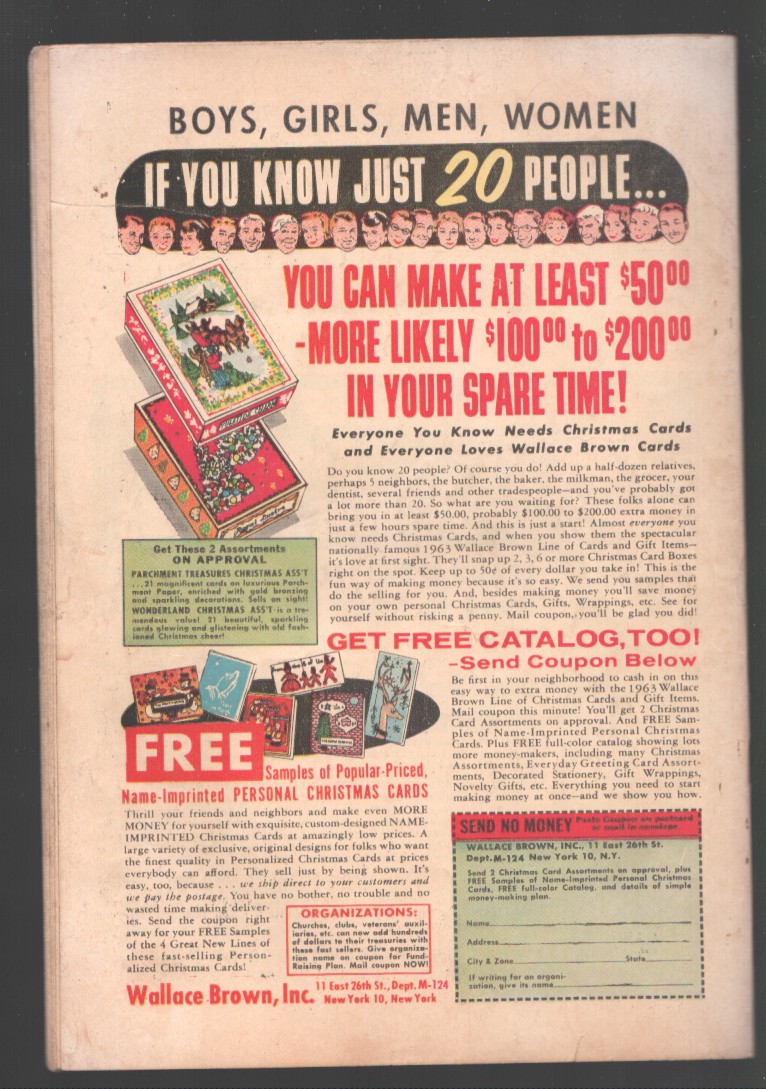 BOYS, GIRLS, MEN, WOMEN
IF YOU KNOW JUST 20 PEOPLE...
YOU CAN MAKE AT LEAST $50⁰⁰
-MORE LIKELY $100⁰⁰ to $200⁰⁰
IN YOUR SPARE TIME!
Everyone You Know Needs Christmas Cards
and Everyone Loves Wallace Brown Cards
Do you know 20 people? Of course you do! Add up a half-dozen relatives,
perhaps 5 neighbors, the butcher, the baker, the milkman, the grocer, your
dentist, several friends and other tradespeople—and you've probably got
a lot more than 20. So what are you waiting for? These folks alone can
bring you in at least $50.00, probably $100.00 to $200.00 extra money in
just a few hours spare time. And this is just a start! Almost everyone you
know needs Christmas Cards, and when you show them the spectacular
nationally famous 1963 Wallace Brown Line of Cards and Gift Items—
it's love at first sight. They'll snap up 2, 3, 6 or more Christmas Card Boxes
right on the spot. Keep up to 50¢ of every dollar you take in! This is the
fun way of making money because it's so easy. We send you samples that
do the selling for you. And, besides making money you'll save money
on your own personal Christmas Cards, Gifts, Wrappings, etc. See for
yourself without risking a penny. Mail coupon, you'll be glad you did!
Get These 2 Assortments
ON APPROVAL
PARCHMENT TREASURES CHRISTMAS ASS'T
...21 magnificent cards on luxurious Parch-
ment Paper, enriched with gold bronzing
and sparkling decorations. Sells on sight!
WONDERLAND CHRISTMAS ASS'T is a tre-
mendous value! 21 beautiful, sparkling
cards glowing and glistening with old fash-
ioned Christmas cheer!
GET FREE CATALOG, TOO!
-Send Coupon Below
Be first in your neighborhood to cash in on this
easy way to extra money with the 1963 Wallace
Brown Line of Christmas Cards and Gift Items.
Mail coupon this minute! You'll get 2 Christmas
Card Assortments on approval. And FREE Sam-
ples of Name-Imprinted Personal Christmas
Cards. Plus FREE full-color catalog showing lots
more money-makers, including many Christmas
Assortments, Everyday Greeting Card Assort-
ments, Decorated Stationery, Gift Wrappings,
Novelty Gifts, etc. Everything you need to start
making money at once—and we show you how.
FREE
Samples of Popular-Priced,
Name-Imprinted PERSONAL CHRISTMAS CARDS
Thrill your friends and neighbors and make even MORE
MONEY for yourself with exquisite, custom-designed NAME-
IMPRINTED Christmas Cards at amazingly low prices. A
large variety of exclusive, original designs for folks who want
the finest quality in Personalized Christmas Cards at prices
everybody can afford. They sell just by being shown. It's
easy, too, because . . . we ship direct to your customers and
we pay the postage. You have no bother, no trouble and no
wasted time making deliver-
ies. Send the coupon right
away for your FREE Samples
of the 4 Great New Lines of
these fast-selling Person-
alized Christmas Cards!
ORGANIZATIONS:
Churches, clubs, veterans' auxil-
iaries, etc. can now add hundreds
of dollars to their treasuries with
these fast sellers. Give organiza-
tion name on coupon for Fund-
Raising Plan. Mail coupon NOW!
Wallace Brown, Inc. 11 East 26th St., Dept. M-124
New York 10, New York
SEND NO MONEY Paste Coupon on postcard
or mail in envelope
WALLACE BROWN, INC., 11 East 26th St.
Dept. M-124 New York 10, N.Y.
Send 2 Christmas Card Assortments on approval, plus
FREE Samples of Name-Imprinted Personal Christmas
Cards, FREE full-color Catalog, and details of simple
money-making plan.
Name
Address
City & Zone State
If writing for an organi-
zation, give its name